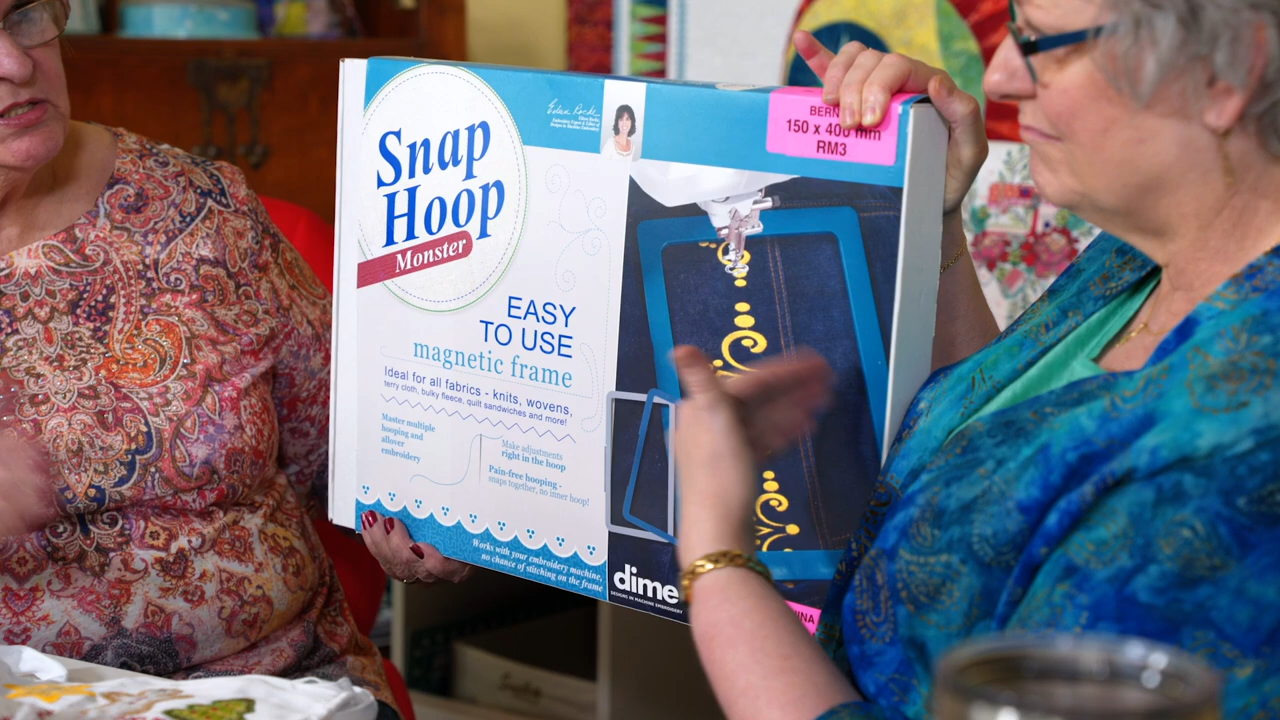 Snap
Hoop
Monster
Eileen Roche
150 x 400 mm
RM3
EASY
TO USE
magnetic frame
Ideal for all fabrics - knits, wovens,
terry cloth, bulky fleece, quilt sandwiches and more!
Master multiple
hooping and
allover
embroidery
Make adjustments
right in the hoop
Pain-free hooping -
snaps together, no inner hoop!
Works with your embroidery machine,
no chance of stitching on the frame
dime
DESIGNS IN MACHINE EMBROIDERY